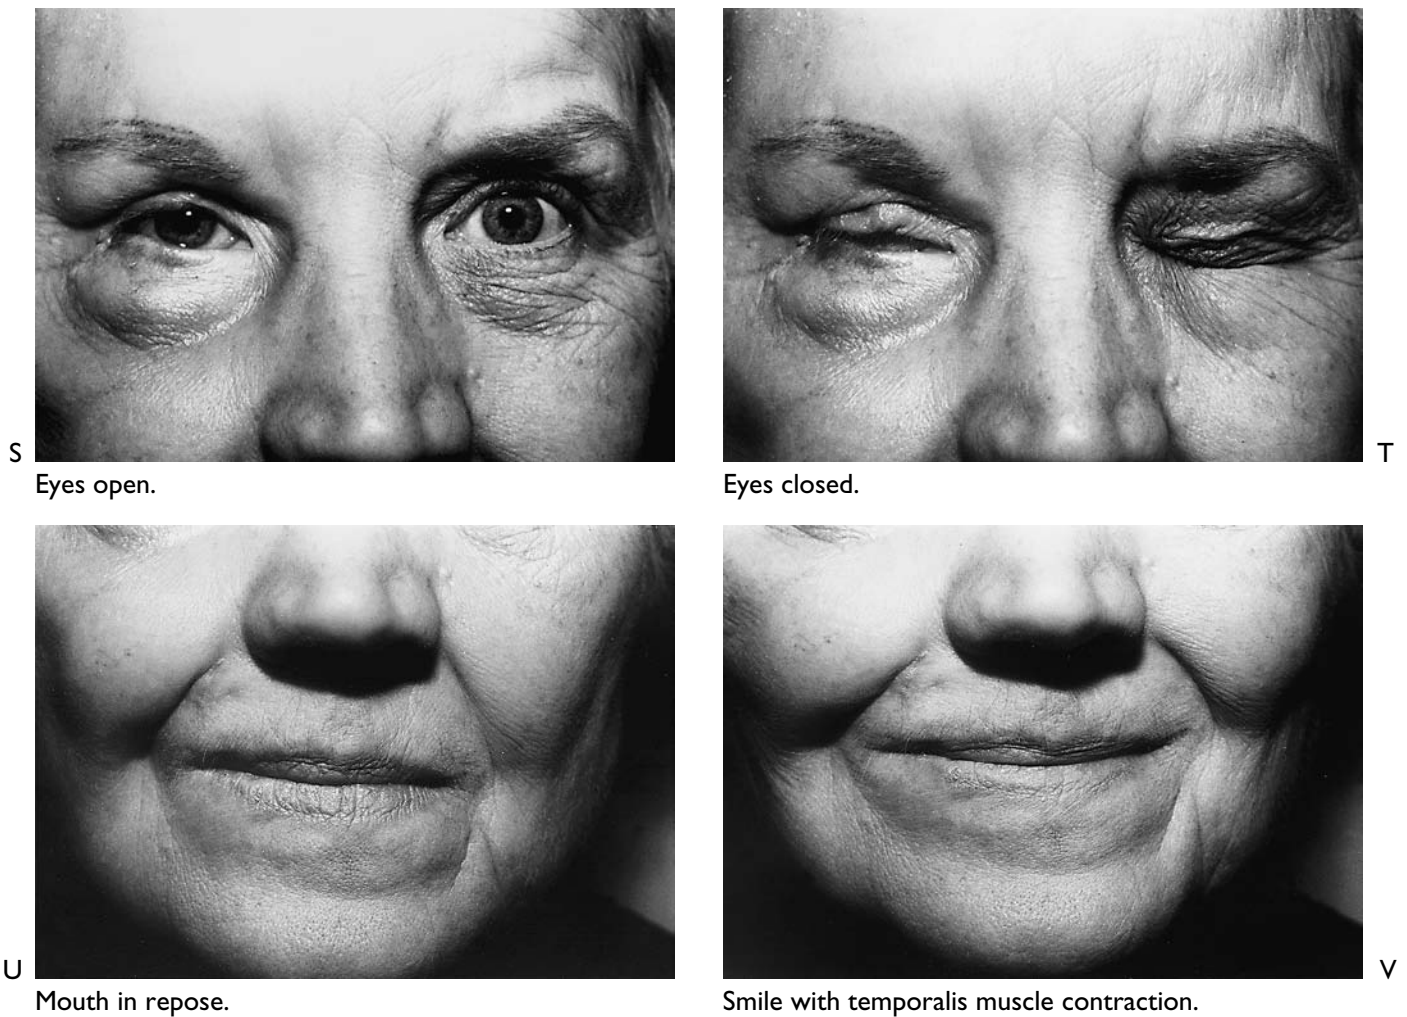 S
Eyes open.
Eyes closed.
T
U
Mouth in repose.
Smile with temporalis muscle contraction.
V